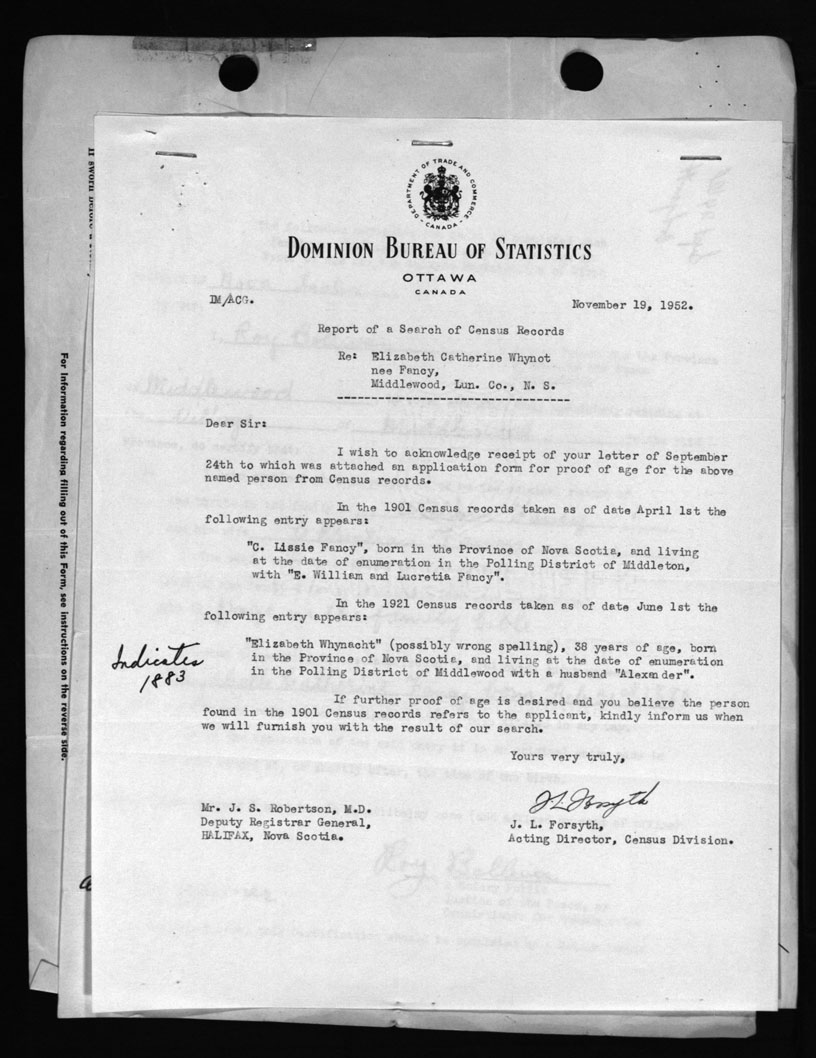 DEPARTMENT OF TRADE AND COMMERCE
- CANADA -
DOMINION BUREAU OF STATISTICS
OTTAWA
CANADA
IM/ACG.
November 19, 1952.
Report of a Search of Census Records
Re: Elizabeth Catherine Whynot
nee Fancy,
Middlewood, Lun. Co., N. S.
-----------------------------------
Dear Sir:
I wish to acknowledge receipt of your letter of September
24th to which was attached an application form for proof of age for the above
named person from Census records.
In the 1901 Census records taken as of date April 1st the
following entry appears:
"C. Lissie Fancy", born in the Province of Nova Scotia, and living
at the date of enumeration in the Polling District of Middleton,
with "E. William and Lucretia Fancy".
In the 1921 Census records taken as of date June 1st the
following entry appears:
"Elizabeth Whynacht" (possibly wrong spelling), 38 years of age, born
in the Province of Nova Scotia, and living at the date of enumeration
in the Polling District of Middlewood with a husband "Alexander".
Indicates
1883
If further proof of age is desired and you believe the person
found in the 1901 Census records refers to the applicant, kindly inform us when
we will furnish you with the result of our search.
Yours very truly,
J L Forsyth
Mr. J. S. Robertson, M.D.
Deputy Registrar General,
HALIFAX, Nova Scotia.
J. L. Forsyth,
Acting Director, Census Division.
For Information regarding filling out of this Form, see instructions on the reverse side.